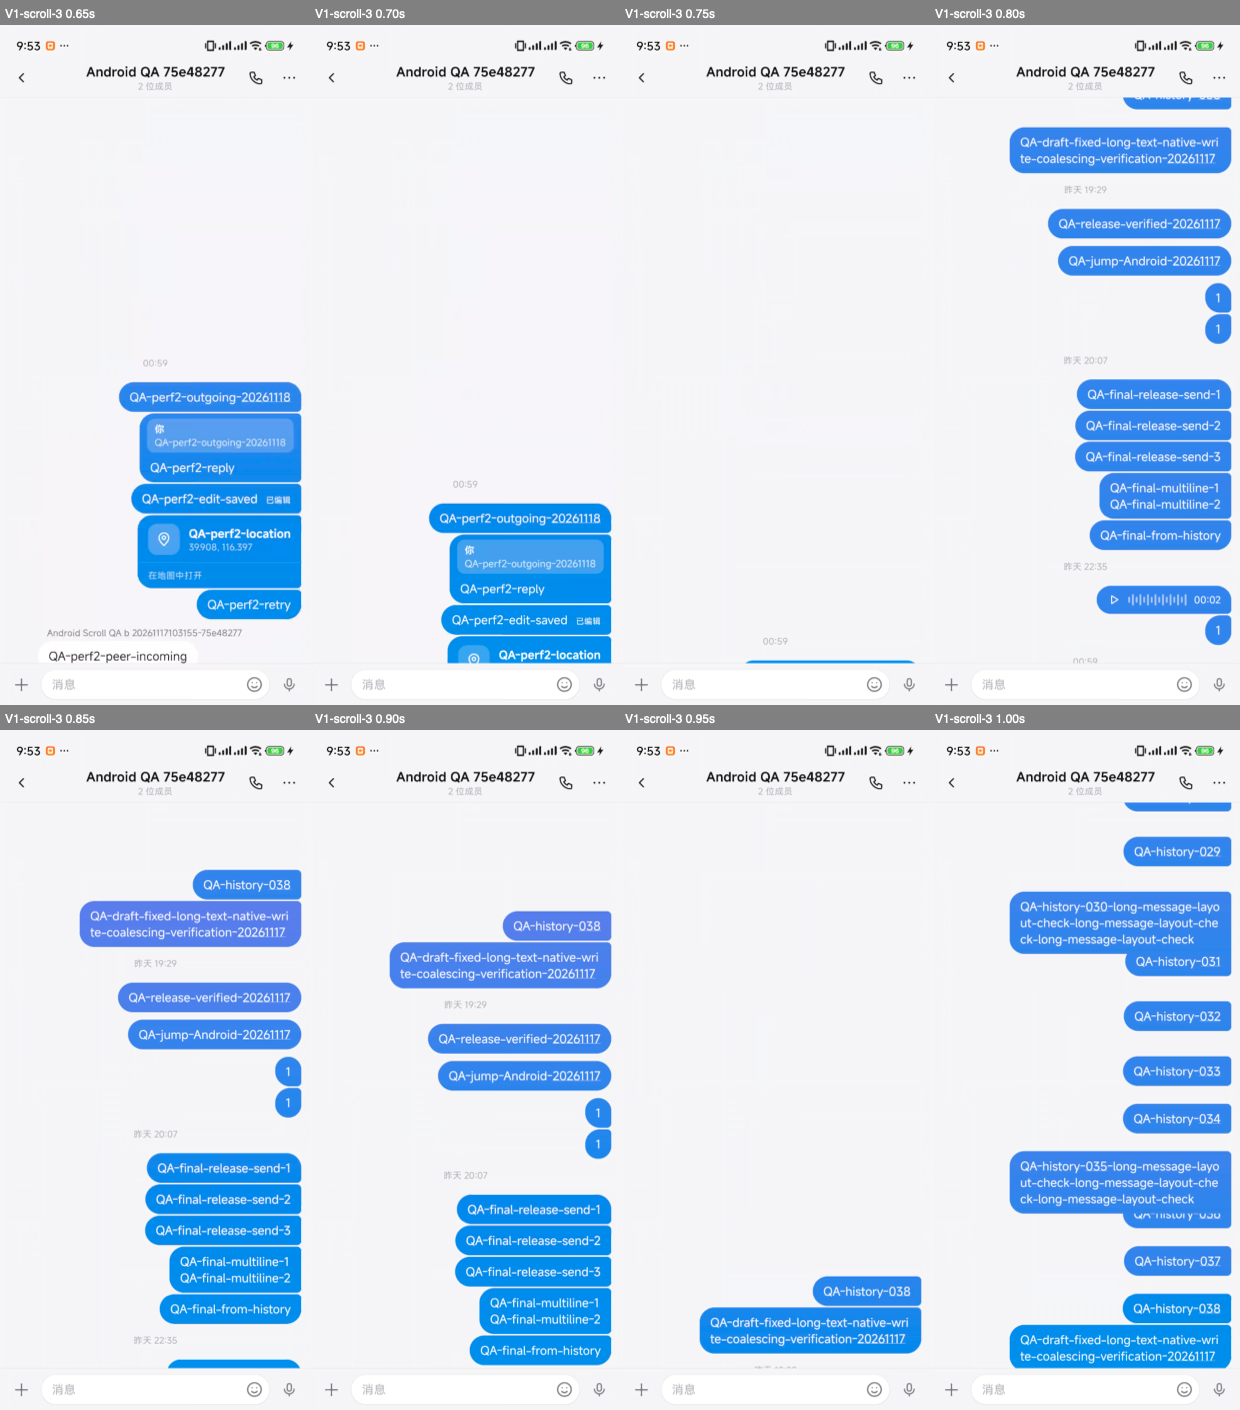 V1-scroll-3 0.65s
9:53
Android QA 75e48277
2 位成员
00:59
QA-perf2-outgoing-20261118
你
QA-perf2-outgoing-20261118
QA-perf2-reply
QA-perf2-edit-saved 已编辑
QA-perf2-location
39.908, 116.397
在地图中打开
QA-perf2-retry
Android Scroll QA b 20261117103155-75e48277
QA-perf2-peer-incoming
消息
V1-scroll-3 0.70s
9:53
Android QA 75e48277
2 位成员
00:59
QA-perf2-outgoing-20261118
你
QA-perf2-outgoing-20261118
QA-perf2-reply
QA-perf2-edit-saved 已编辑
QA-perf2-location
消息
V1-scroll-3 0.75s
9:53
Android QA 75e48277
2 位成员
00:59
消息
V1-scroll-3 0.80s
9:53
Android QA 75e48277
2 位成员
QA-draft-fixed-long-text-native-wri
te-coalescing-verification-20261117
昨天 19:29
QA-release-verified-20261117
QA-jump-Android-20261117
1
1
昨天 20:07
QA-final-release-send-1
QA-final-release-send-2
QA-final-release-send-3
QA-final-multiline-1
QA-final-multiline-2
QA-final-from-history
昨天 22:35
00:02
1
00:59
消息
V1-scroll-3 0.85s
9:53
Android QA 75e48277
2 位成员
QA-history-038
QA-draft-fixed-long-text-native-wri
te-coalescing-verification-20261117
昨天 19:29
QA-release-verified-20261117
QA-jump-Android-20261117
1
1
昨天 20:07
QA-final-release-send-1
QA-final-release-send-2
QA-final-release-send-3
QA-final-multiline-1
QA-final-multiline-2
QA-final-from-history
昨天 22:35
消息
V1-scroll-3 0.90s
9:53
Android QA 75e48277
2 位成员
QA-history-038
QA-draft-fixed-long-text-native-wri
te-coalescing-verification-20261117
昨天 19:29
QA-release-verified-20261117
QA-jump-Android-20261117
1
1
昨天 20:07
QA-final-release-send-1
QA-final-release-send-2
QA-final-release-send-3
QA-final-multiline-1
QA-final-multiline-2
QA-final-from-history
消息
V1-scroll-3 0.95s
9:53
Android QA 75e48277
2 位成员
QA-history-038
QA-draft-fixed-long-text-native-wri
te-coalescing-verification-20261117
消息
V1-scroll-3 1.00s
9:53
Android QA 75e48277
2 位成员
QA-history-029
QA-history-030-long-message-layo
ut-check-long-message-layout-che
ck-long-message-layout-check
QA-history-031
QA-history-032
QA-history-033
QA-history-034
QA-history-035-long-message-layo
ut-check-long-message-layout-che
ck-long-message-layout-check
QA-history-036
QA-history-037
QA-history-038
QA-draft-fixed-long-text-native-wri
te-coalescing-verification-20261117
消息